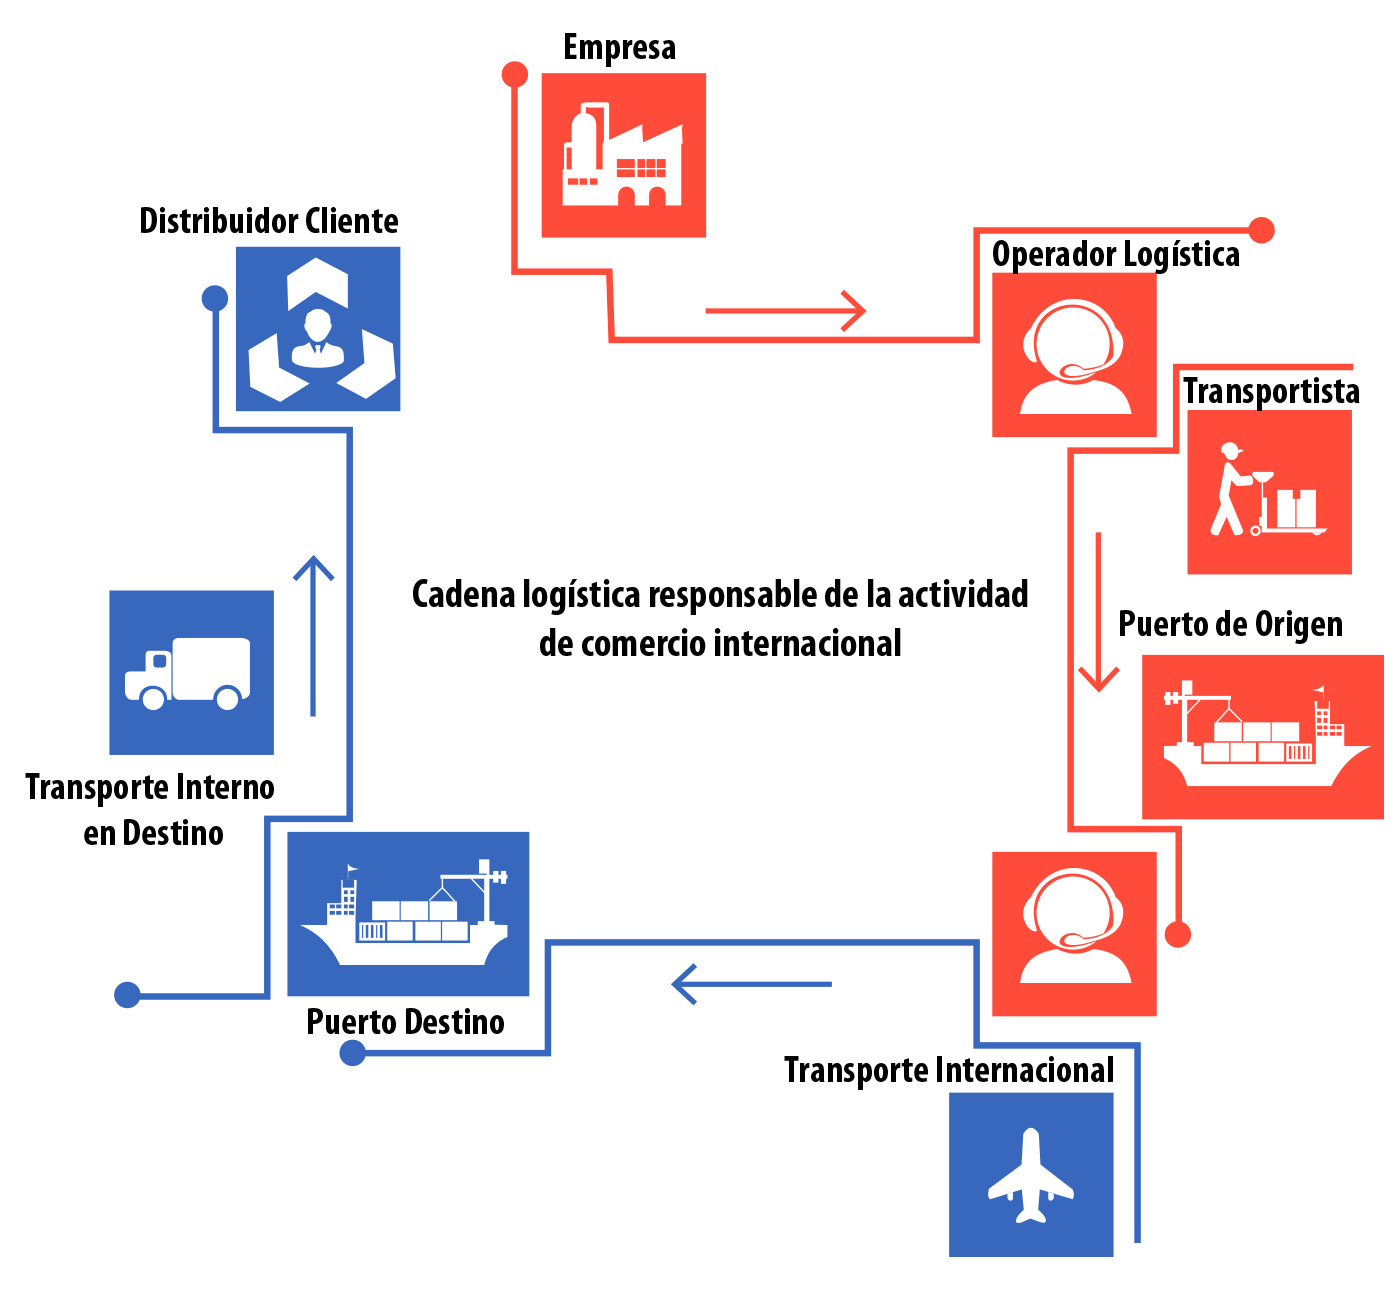 Empresa
Distribuidor Cliente
Operador Logística
Transportista
Cadena logística responsable de la actividad
de comercio internacional
Puerto de Origen
Transporte Interno
en Destino
Puerto Destino
Transporte Internacional